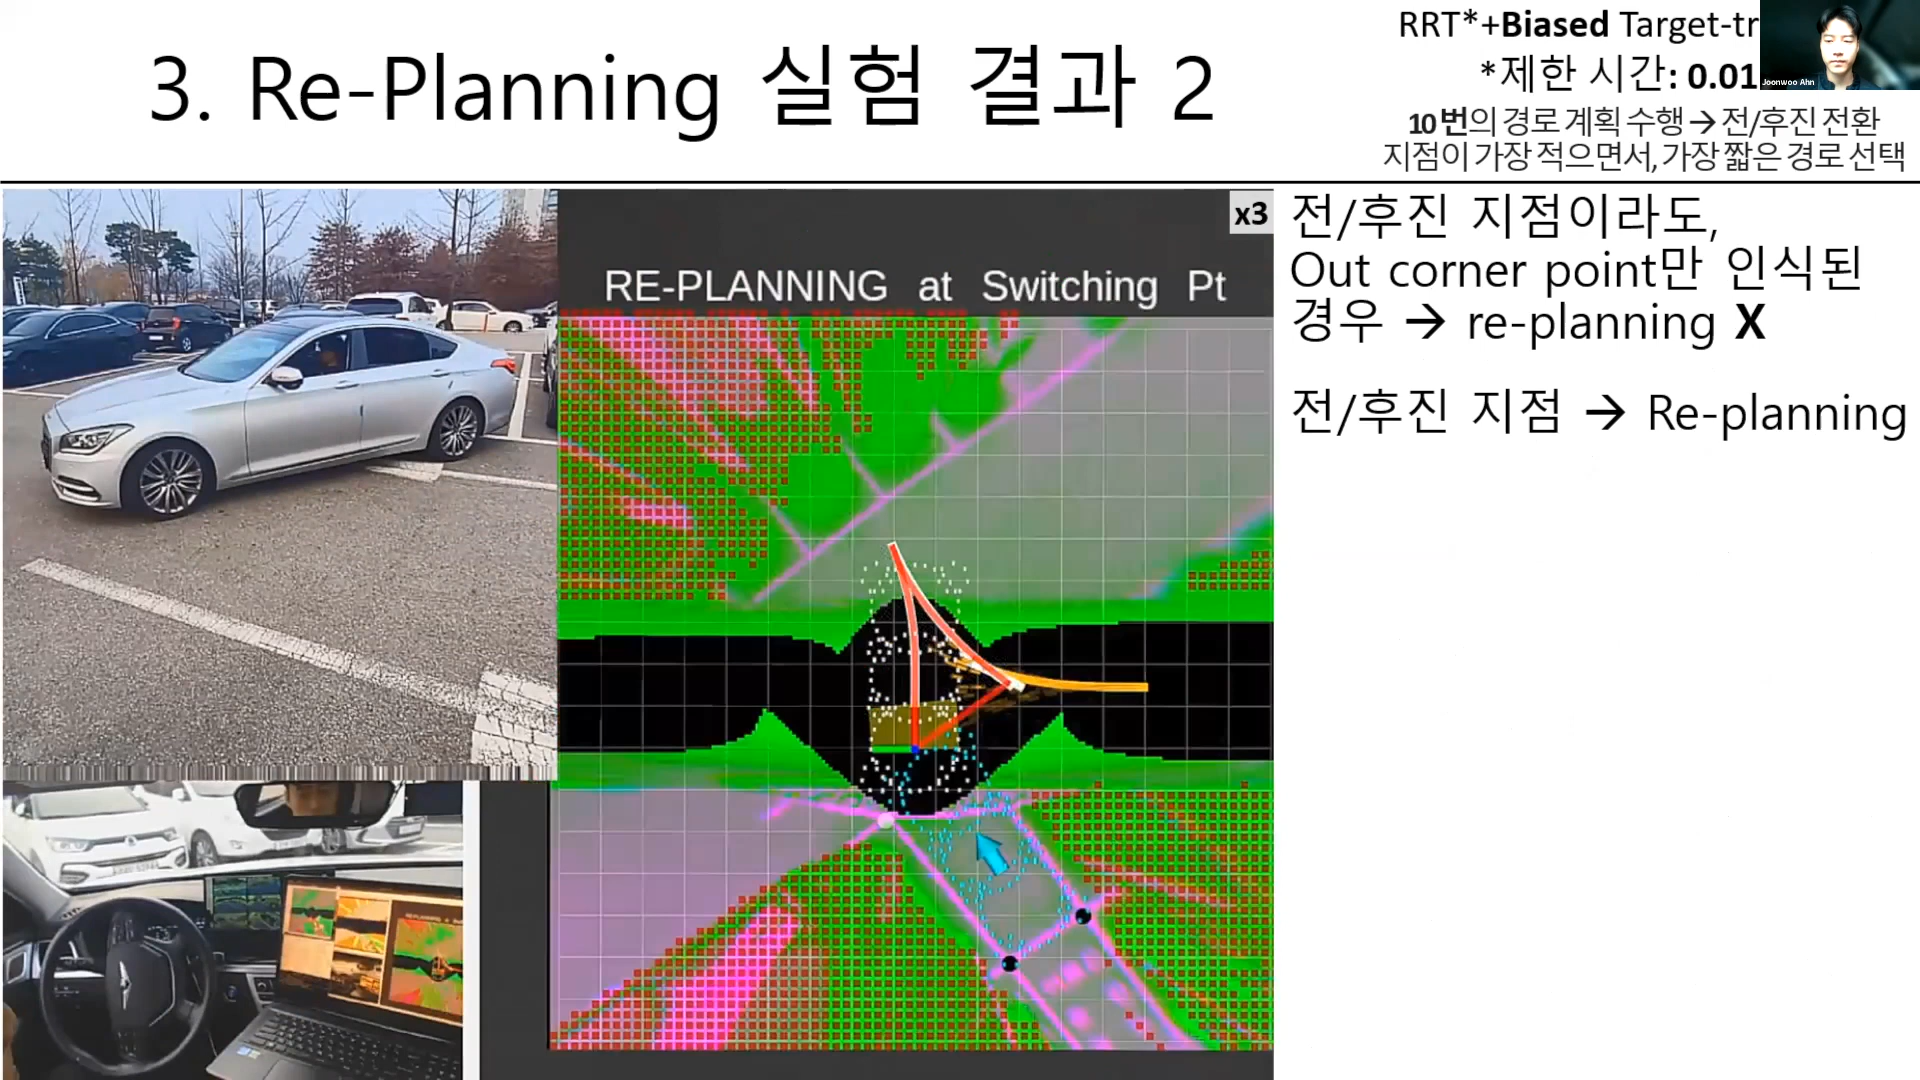 3. Re-Planning 실험 결과 2
RRT*+Biased Target-tr
*제한 시간: 0.01
10번의 경로 계획 수행 → 전/후진 전환
지점이 가장 적으면서, 가장 짧은 경로 선택
Joonwoo Ahn
x3
RE-PLANNING at Switching Pt
전/후진 지점이라도,
Out corner point만 인식된
경우 → re-planning X
전/후진 지점 → Re-planning